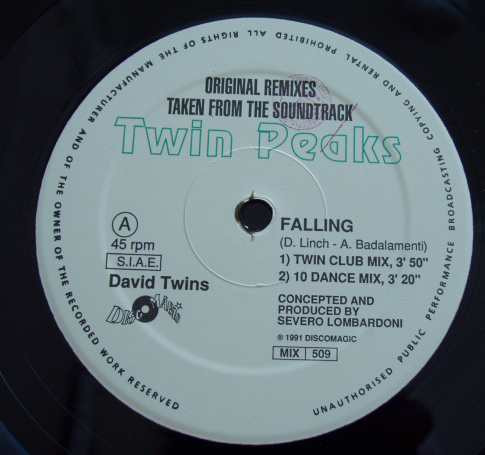 ORIGINAL REMIXES
TAKEN FROM THE SOUNDTRACK
Twin Peaks
A
45 rpm
S.I.A.E.
David Twins
DISCOMAGIC
FALLING
(D. Linch - A. Badalamenti)
1) TWIN CLUB MIX, 3' 50"
2) 10 DANCE MIX, 3' 20"
CONCEPTED AND
PRODUCED BY
SEVERO LOMBARDONI
℗ 1991 DISCOMAGIC
MIX 509
ALL RIGHTS OF THE MANUFACTURER AND OF THE OWNER OF THE RECORDED WORK RESERVED
UNAUTHORISED PUBLIC PERFORMANCE BROADCASTING COPYING AND RENTAL PROHIBITED